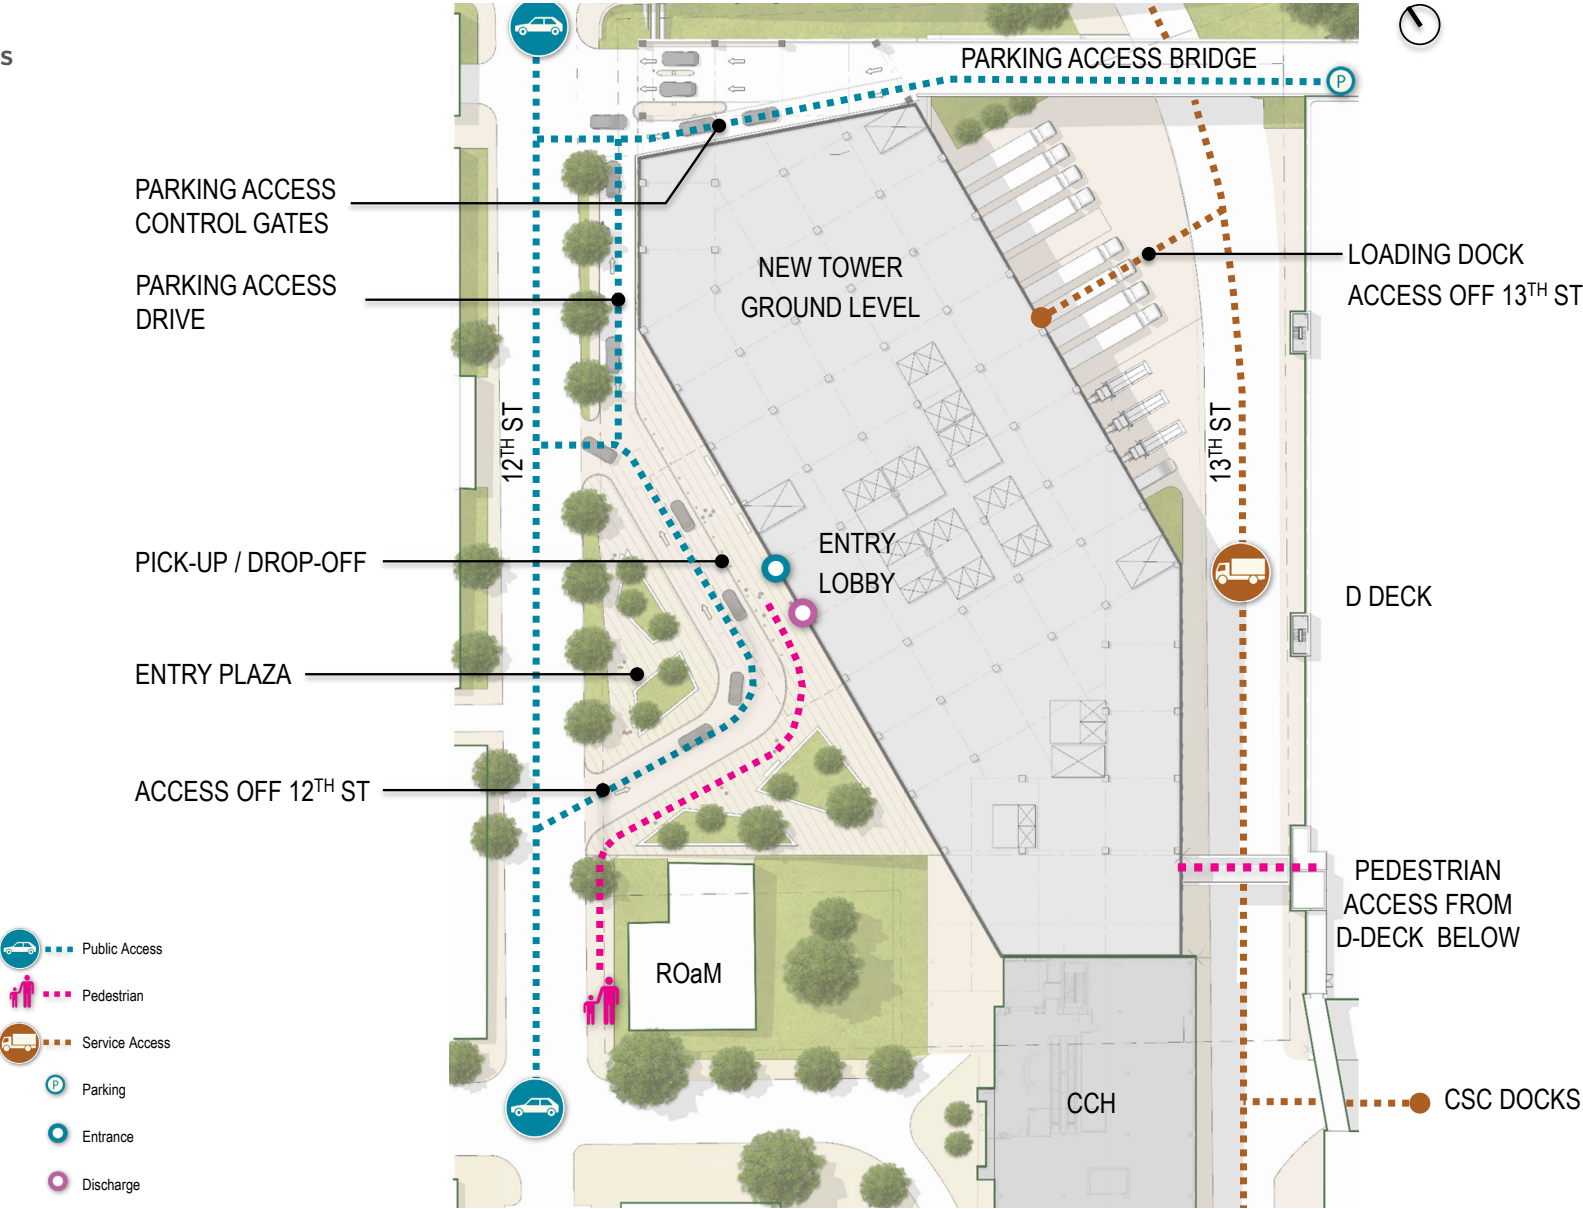 s
PARKING ACCESS BRIDGE
P
PARKING ACCESS
CONTROL GATES
PARKING ACCESS
DRIVE
NEW TOWER
GROUND LEVEL
LOADING DOCK
ACCESS OFF 13TH ST
12TH ST
13TH ST
PICK-UP / DROP-OFF
ENTRY
LOBBY
D DECK
ENTRY PLAZA
ACCESS OFF 12TH ST
PEDESTRIAN
ACCESS FROM
D-DECK BELOW
ROaM
CCH
CSC DOCKS
Public Access
Pedestrian
Service Access
P
Parking
Entrance
Discharge